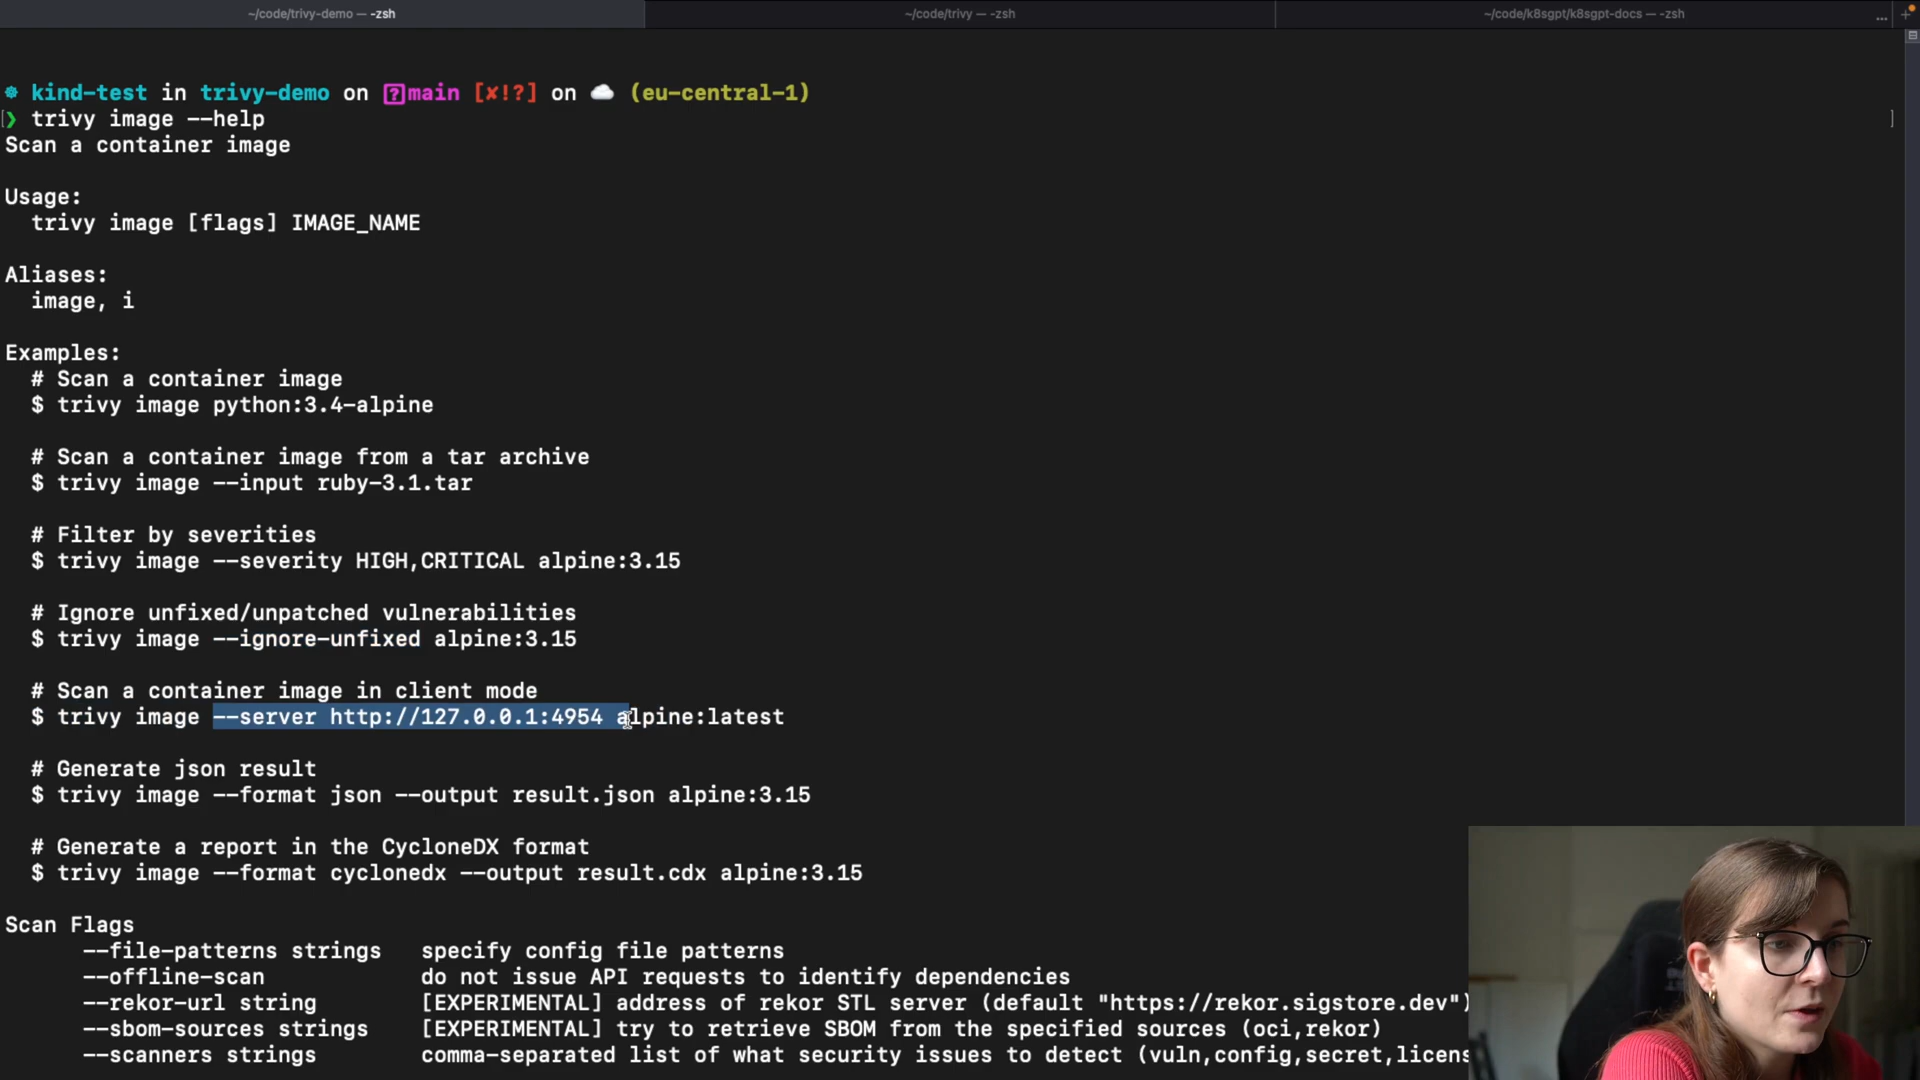 ~/code/trivy-demo — -zsh
~/code/trivy — -zsh
~/code/k8sgpt/k8sgpt-docs — -zsh
...
+
☸ kind-test in trivy-demo on [?]main [✘!?] on ☁️ (eu-central-1)
❯ trivy image --help
Scan a container image
Usage:
trivy image [flags] IMAGE_NAME
Aliases:
image, i
Examples:
# Scan a container image
$ trivy image python:3.4-alpine
# Scan a container image from a tar archive
$ trivy image --input ruby-3.1.tar
# Filter by severities
$ trivy image --severity HIGH,CRITICAL alpine:3.15
# Ignore unfixed/unpatched vulnerabilities
$ trivy image --ignore-unfixed alpine:3.15
# Scan a container image in client mode
$ trivy image --server http://127.0.0.1:4954 alpine:latest
# Generate json result
$ trivy image --format json --output result.json alpine:3.15
# Generate a report in the CycloneDX format
$ trivy image --format cyclonedx --output result.cdx alpine:3.15
Scan Flags
--file-patterns strings specify config file patterns
--offline-scan do not issue API requests to identify dependencies
--rekor-url string [EXPERIMENTAL] address of rekor STL server (default "https://rekor.sigstore.dev")
--sbom-sources strings [EXPERIMENTAL] try to retrieve SBOM from the specified sources (oci,rekor)
--scanners strings comma-separated list of what security issues to detect (vuln,config,secret,licens